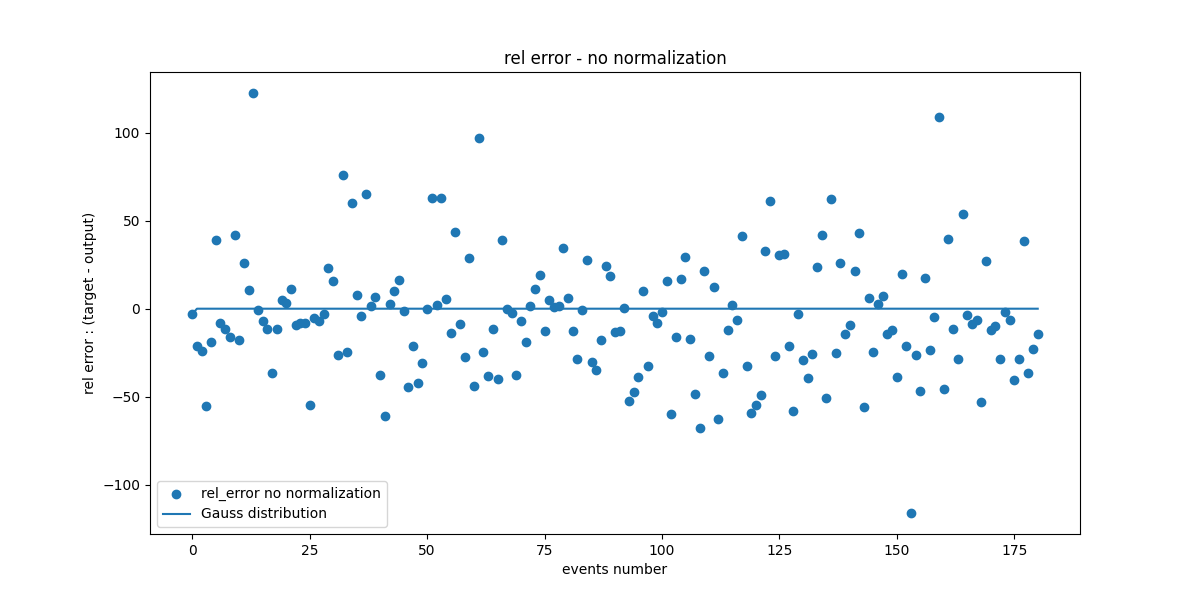 rel error - no normalization
rel error : (target - output)
100
50
0
−50
−100
rel_error no normalization
Gauss distribution
0 25 50 75 100 125 150 175
events number